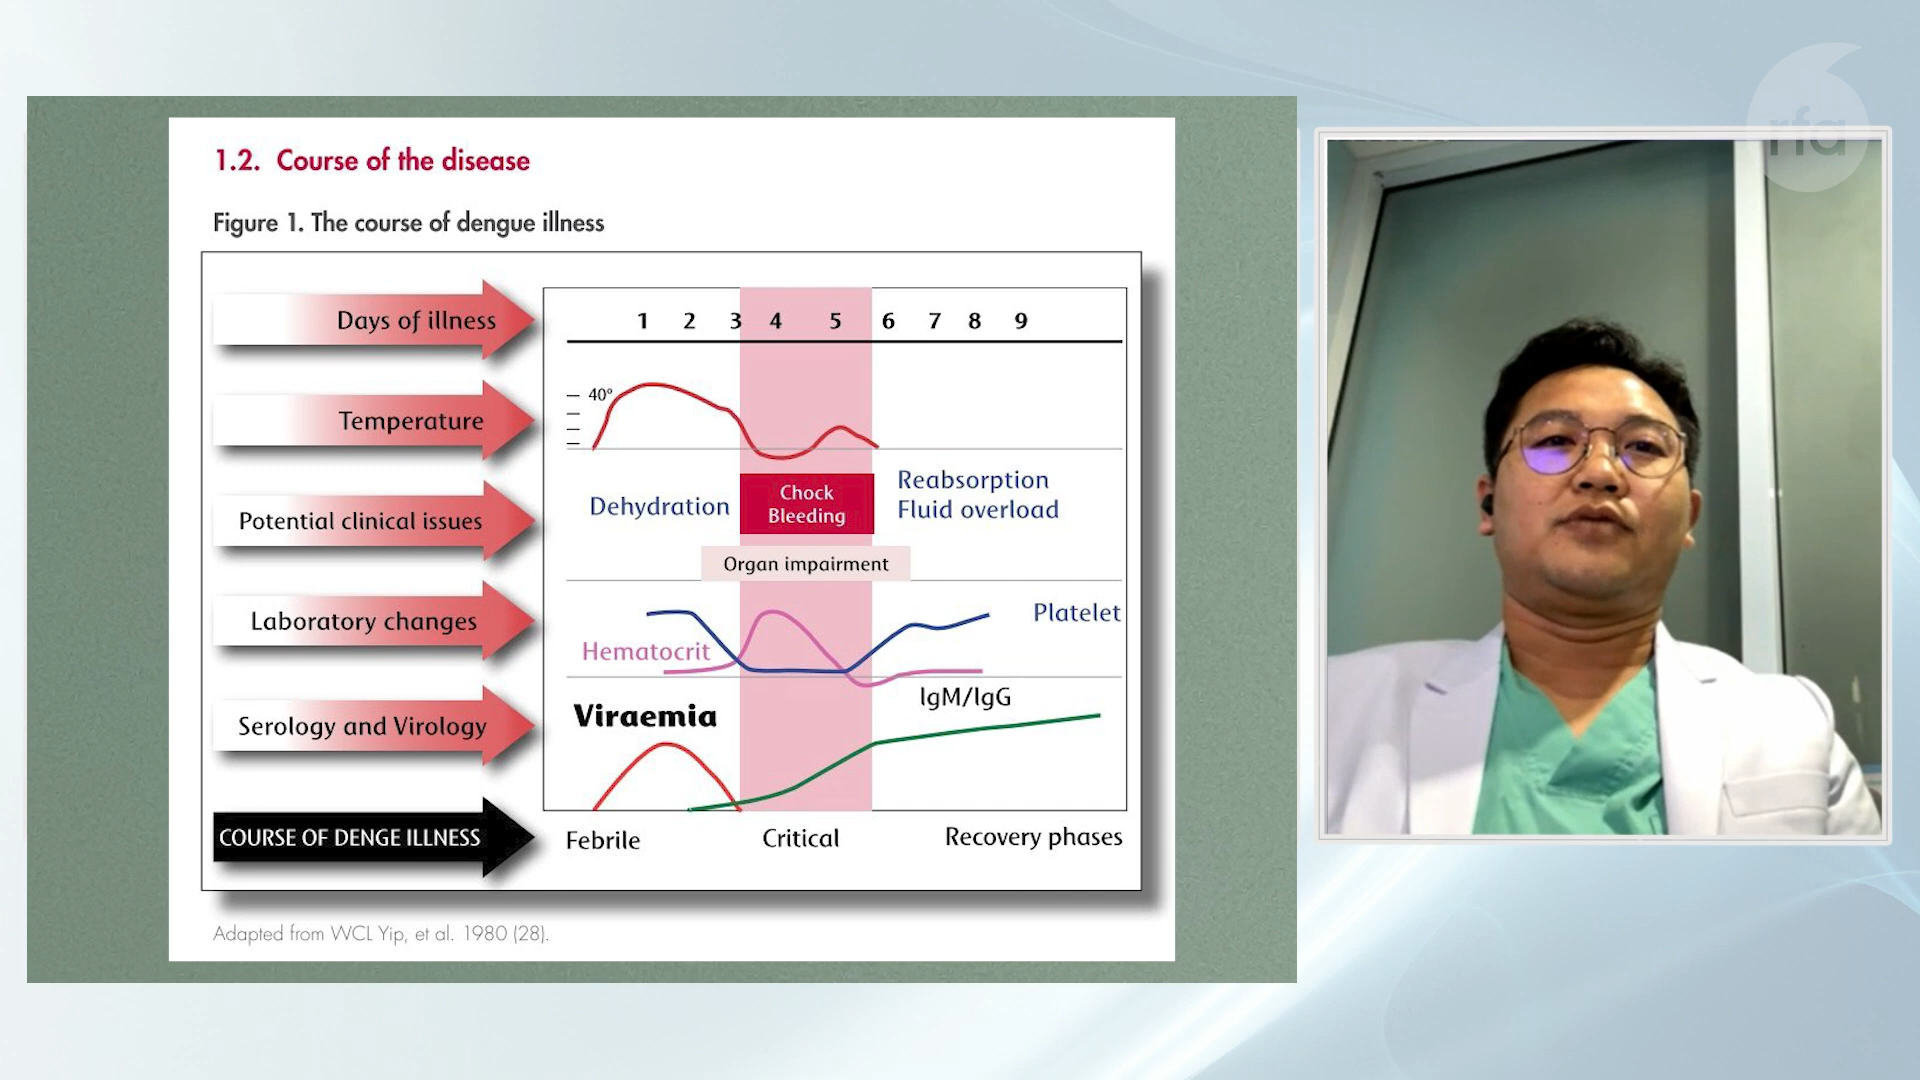 rfa
1.2. Course of the disease
Figure 1. The course of dengue illness
Days of illness
1 2 3 4 5 6 7 8 9
Temperature
40°
Potential clinical issues
Dehydration
Chock
Bleeding
Reabsorption
Fluid overload
Organ impairment
Laboratory changes
Hematocrit
Platelet
Serology and Virology
Viraemia
IgM/IgG
COURSE OF DENGE ILLNESS
Febrile
Critical
Recovery phases
Adapted from WCL Yip, et al. 1980 (28).